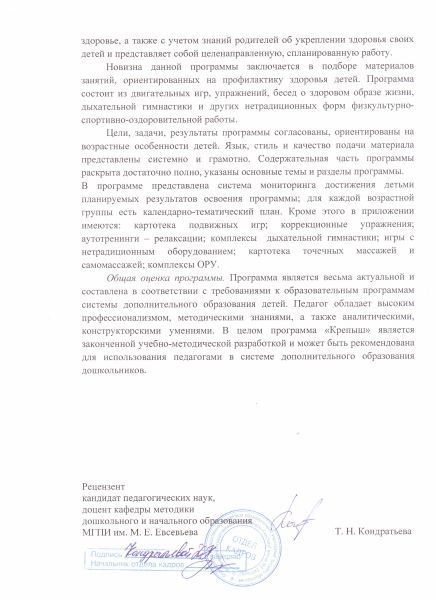 здоровье, а также с учетом знаний родителей об укреплении здоровья своих
детей и представляет собой целенаправленную, спланированную работу.
Новизна данной программы заключается в подборе материалов
занятий, ориентированных на профилактику здоровья детей. Программа
состоит из двигательных игр, упражнений, бесед о здоровом образе жизни,
дыхательной гимнастики и других нетрадиционных форм физкультурно-
спортивно-оздоровительной работы.
Цели, задачи, результаты программы согласованы, ориентированы на
возрастные особенности детей. Язык, стиль и качество подачи материала
представлены системно и грамотно. Содержательная часть программы
раскрыта достаточно полно, указаны основные темы и разделы программы.
В программе представлена система мониторинга достижения детьми
планируемых результатов освоения программы; для каждой возрастной
группы есть календарно-тематический план. Кроме этого в приложении
имеются: картотека подвижных игр; коррекционные упражнения;
аутотренинги – релаксации; комплексы дыхательной гимнастики; игры с
нетрадиционным оборудованием; картотека точечных массажей и
самомассажей; комплексы ОРУ.
Общая оценка программы. Программа является весьма актуальной и
составлена в соответствии с требованиями к образовательным программам
системы дополнительного образования детей. Педагог обладает высоким
профессионализмом, методическими знаниями, а также аналитическими,
конструкторскими умениями. В целом программа «Крепыш» является
законченной учебно-методической разработкой и может быть рекомендована
для использования педагогами в системе дополнительного образования
дошкольников.
Рецензент
кандидат педагогических наук,
доцент кафедры методики
дошкольного и начального образования
МГПИ им. М. Е. Евсевьева Т. Н. Кондратьева
ОТДЕЛ
КАДРОВ
Подпись заверяю
Начальник отдела кадров